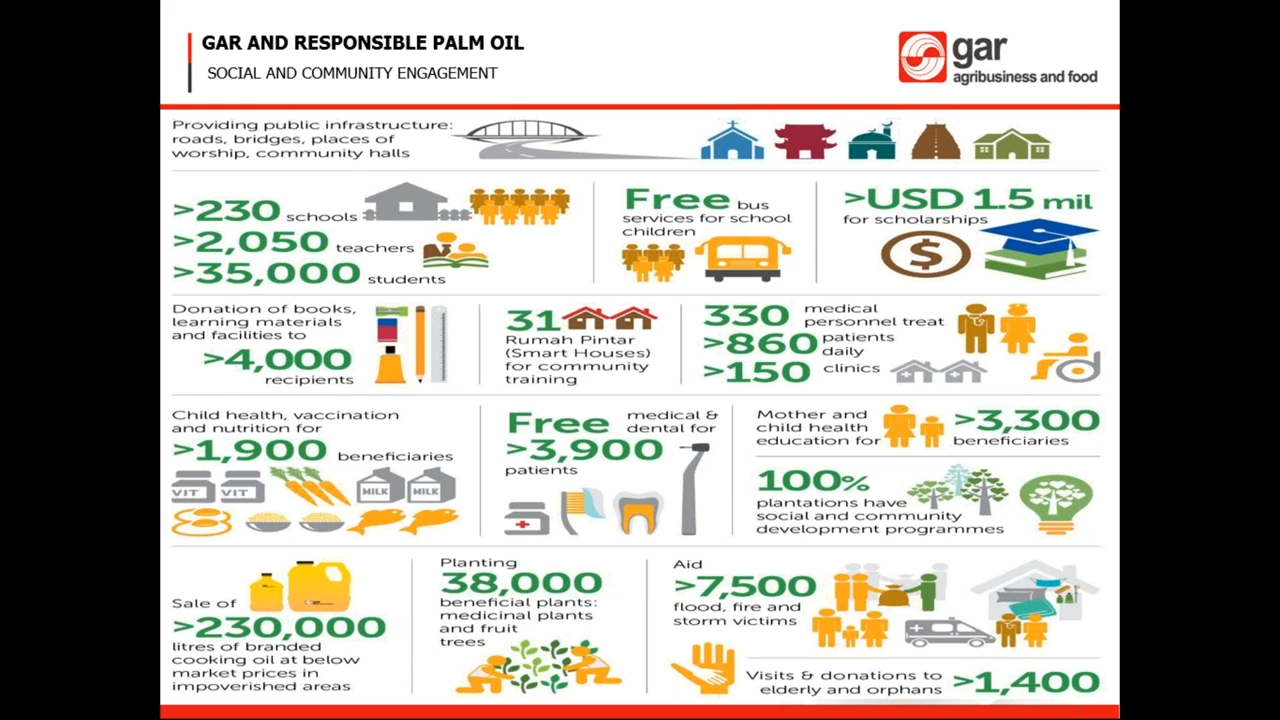 GAR AND RESPONSIBLE PALM OIL
SOCIAL AND COMMUNITY ENGAGEMENT
gar
agribusiness and food
Providing public infrastructure:
roads, bridges, places of
worship, community halls
>230 schools
>2,050 teachers
>35,000 students
Free bus
services for school
children
>USD 1.5 mil
for scholarships
Donation of books,
learning materials
and facilities to
>4,000
recipients
31
Rumah Pintar
(Smart Houses)
for community
training
330 medical
personnel treat
>860 patients
daily
>150 clinics
Child health, vaccination
and nutrition for
>1,900 beneficiaries
VIT VIT MILK MILK
Free medical &
dental for
>3,900
patients
Mother and
child health
education for
>3,300
beneficiaries
100%
plantations have
social and community
development programmes
Sale of
>230,000
litres of branded
cooking oil at below
market prices in
impoverished areas
Planting
38,000
beneficial plants:
medicinal plants
and fruit
trees
Aid
>7,500
flood, fire and
storm victims
Visits & donations to
elderly and orphans >1,400